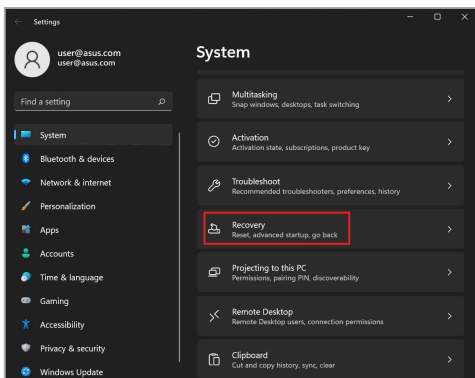 Settings
user@asus.com
user@asus.com
Find a setting
System
Bluetooth & devices
Network & internet
Personalization
Apps
Accounts
Time & language
Gaming
Accessibility
Privacy & security
Windows Update
System
Multitasking
Snap windows, desktops, task switching
Activation
Activation state, subscriptions, product key
Troubleshoot
Recommended troubleshooters, preferences, history
Recovery
Reset, advanced startup, go back
Projecting to this PC
Permissions, pairing PIN, discoverability
Remote Desktop
Remote Desktop users, connection permissions
Clipboard
Cut and copy history, sync, clear